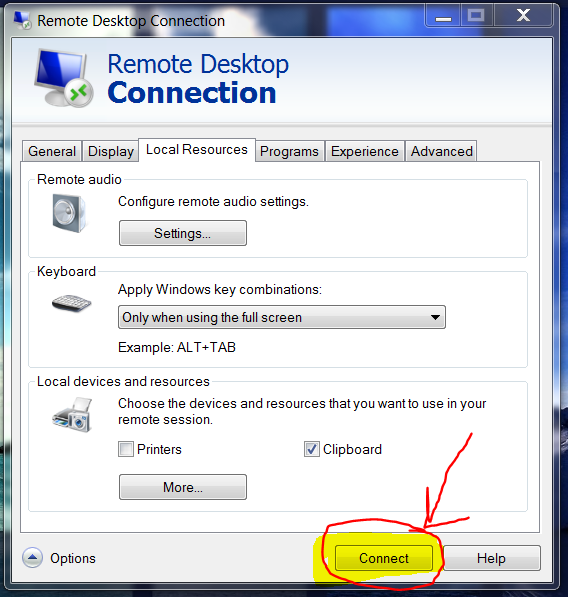 Remote Desktop Connection
Remote Desktop
Connection
General Display Local Resources Programs Experience Advanced
Remote audio
Configure remote audio settings.
Settings...
Keyboard
Apply Windows key combinations:
Only when using the full screen
Example: ALT+TAB
Local devices and resources
Choose the devices and resources that you want to use in your
remote session.
Printers Clipboard
More...
Options Connect Help